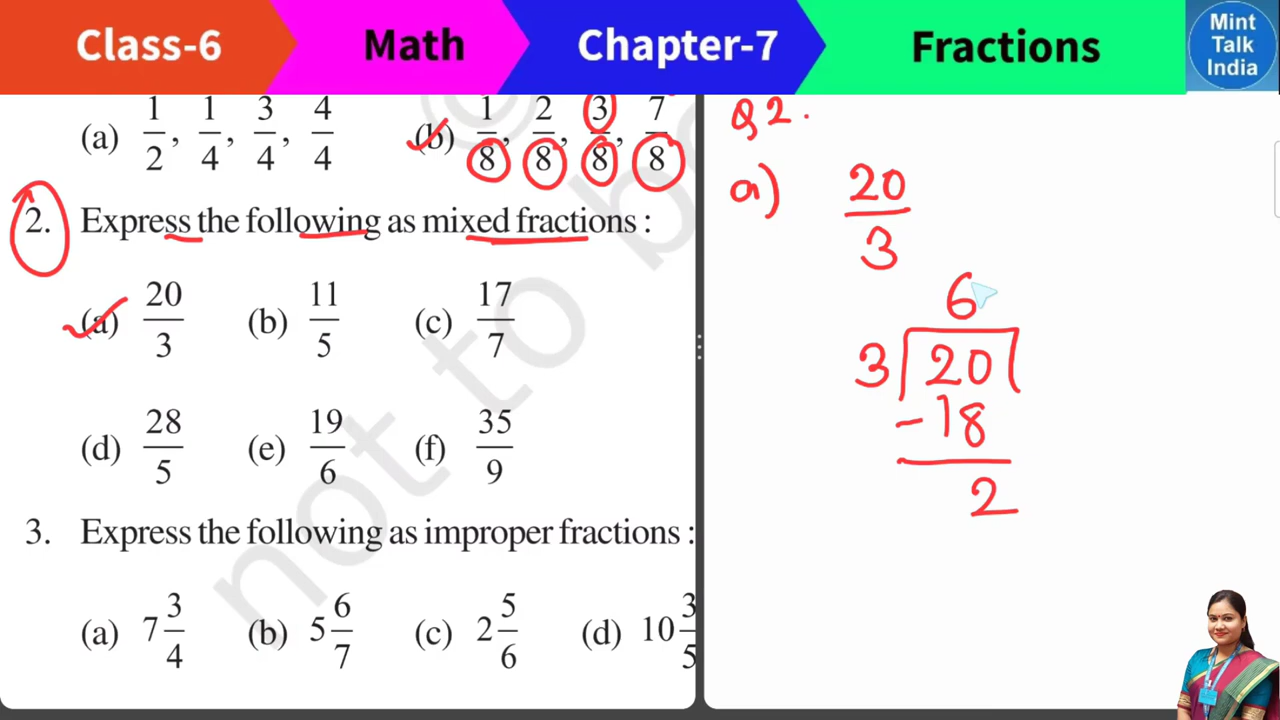 Class-6 Math Chapter-7 Fractions Mint Talk India
(a) 1/2, 1/4, 3/4, 4/4 (b) 1/8, 2/8, 3/8, 7/8
2. Express the following as mixed fractions :
(a) 20/3 (b) 11/5 (c) 17/7
(d) 28/5 (e) 19/6 (f) 35/9
3. Express the following as improper fractions :
(a) 7 3/4 (b) 5 6/7 (c) 2 5/6 (d) 10 3/5
not to be
Q2.
a) 20/3
6
3 20
-18
2